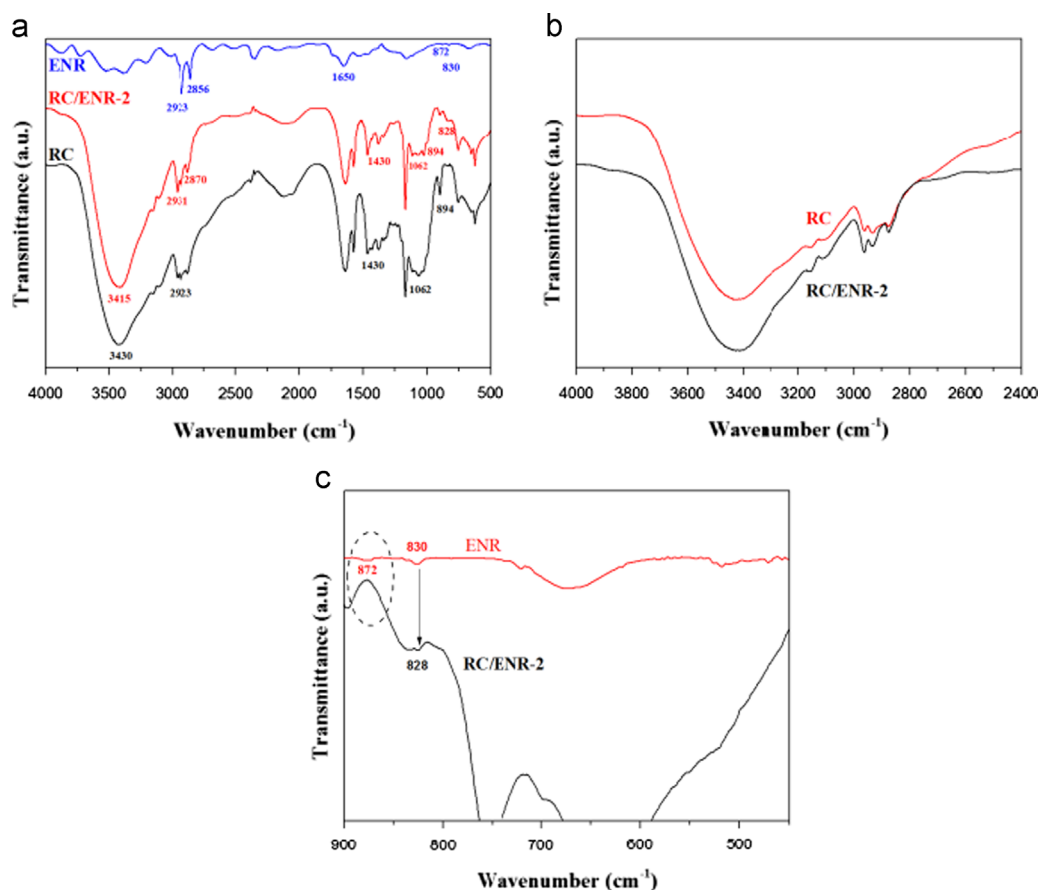 a
ENR
872
830
2923
2856
1650
RC/ENR-2
RC
2931
2870
3415
1430
1062
894
828
2923
3430
1430
1062
894
Transmittance (a.u.)
4000 3500 3000 2500 2000 1500 1000 500
Wavenumber (cm⁻¹)
b
RC
RC/ENR-2
Transmittance (a.u.)
4000 3800 3600 3400 3200 3000 2800 2600 2400
Wavenumber (cm⁻¹)
c
830
ENR
872
828
RC/ENR-2
Transmittance (a.u.)
900 800 700 600 500
Wavenumber (cm⁻¹)